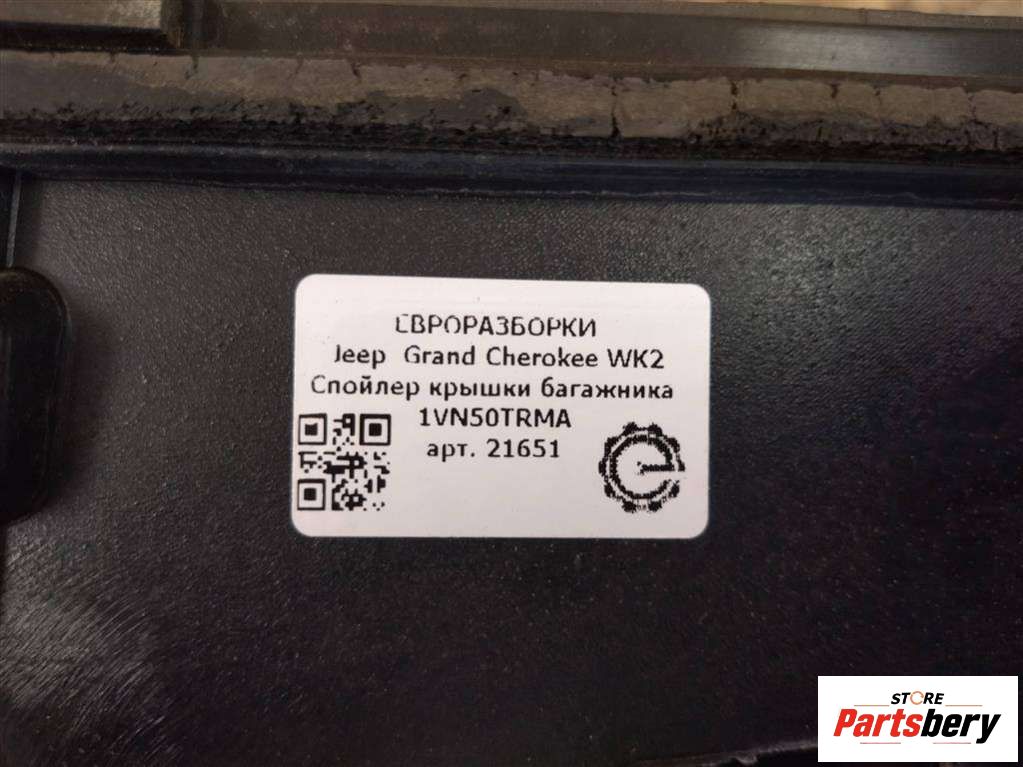 ЕВРОРАЗБОРКИ
Jeep Grand Cherokee WK2
Спойлер крышки багажника
1VN50TRMA
арт. 21651
STORE
Partsbery